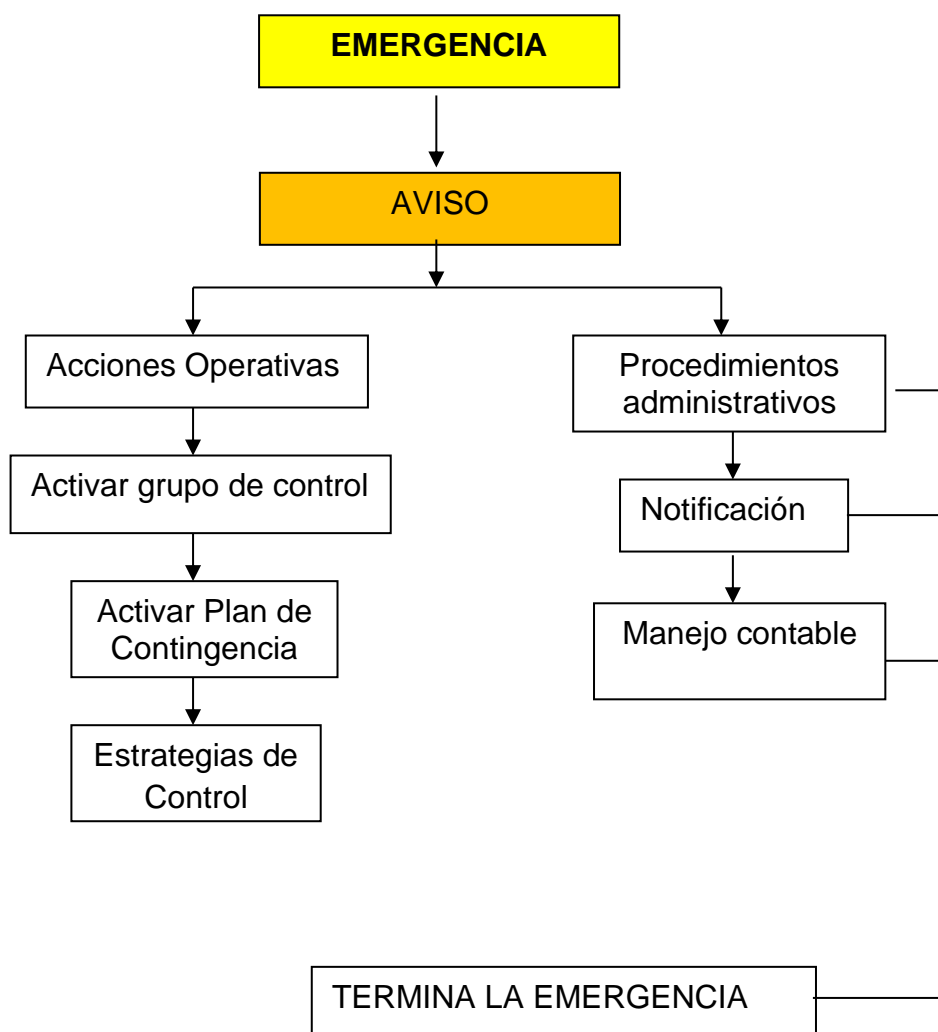 EMERGENCIA
AVISO
Acciones Operativas
Activar grupo de control
Activar Plan de
Contingencia
Estrategias de
Control
Procedimientos
administrativos
Notificación
Manejo contable
TERMINA LA EMERGENCIA